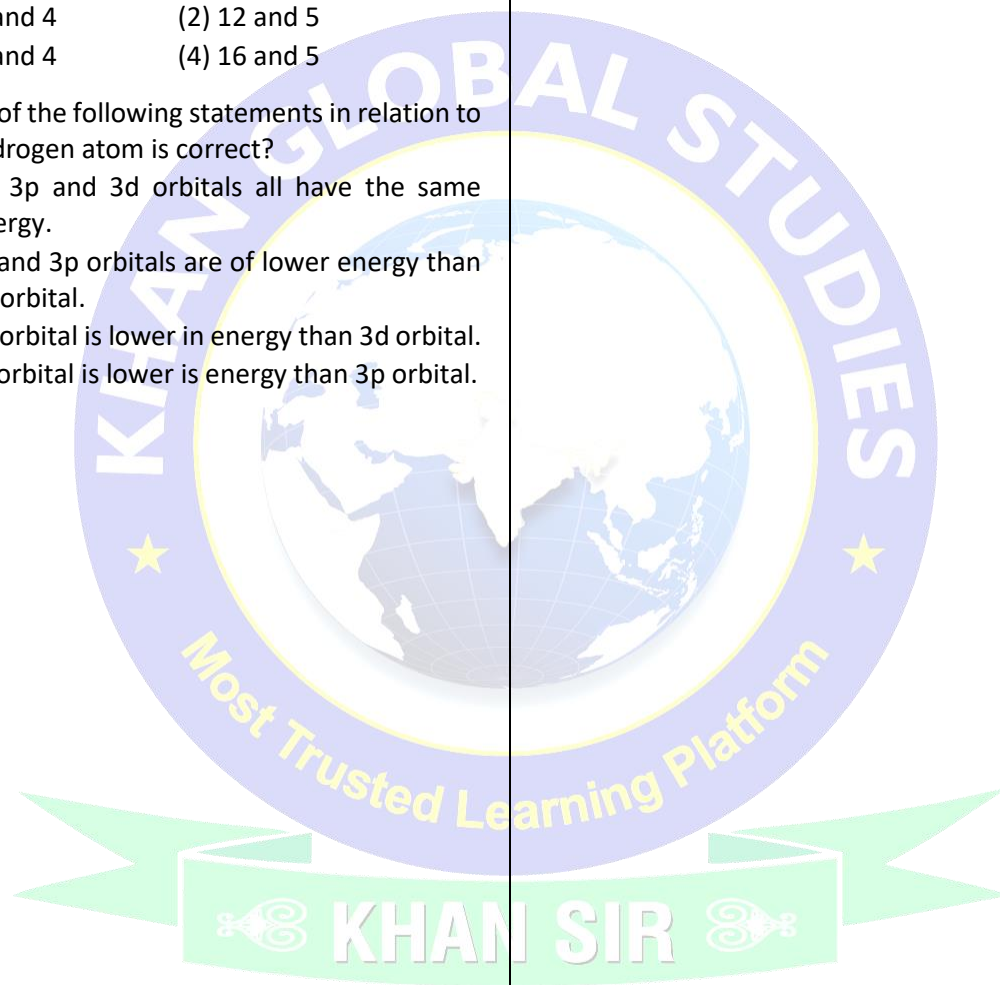 and 4 (2) 12 and 5
and 4 (4) 16 and 5
of the following statements in relation to
drogen atom is correct?
3p and 3d orbitals all have the same
ergy.
and 3p orbitals are of lower energy than
orbital.
orbital is lower in energy than 3d orbital.
orbital is lower is energy than 3p orbital.
KHAN GLOBAL STUDIES
Most Trusted Learning Platform
KHAN SIR